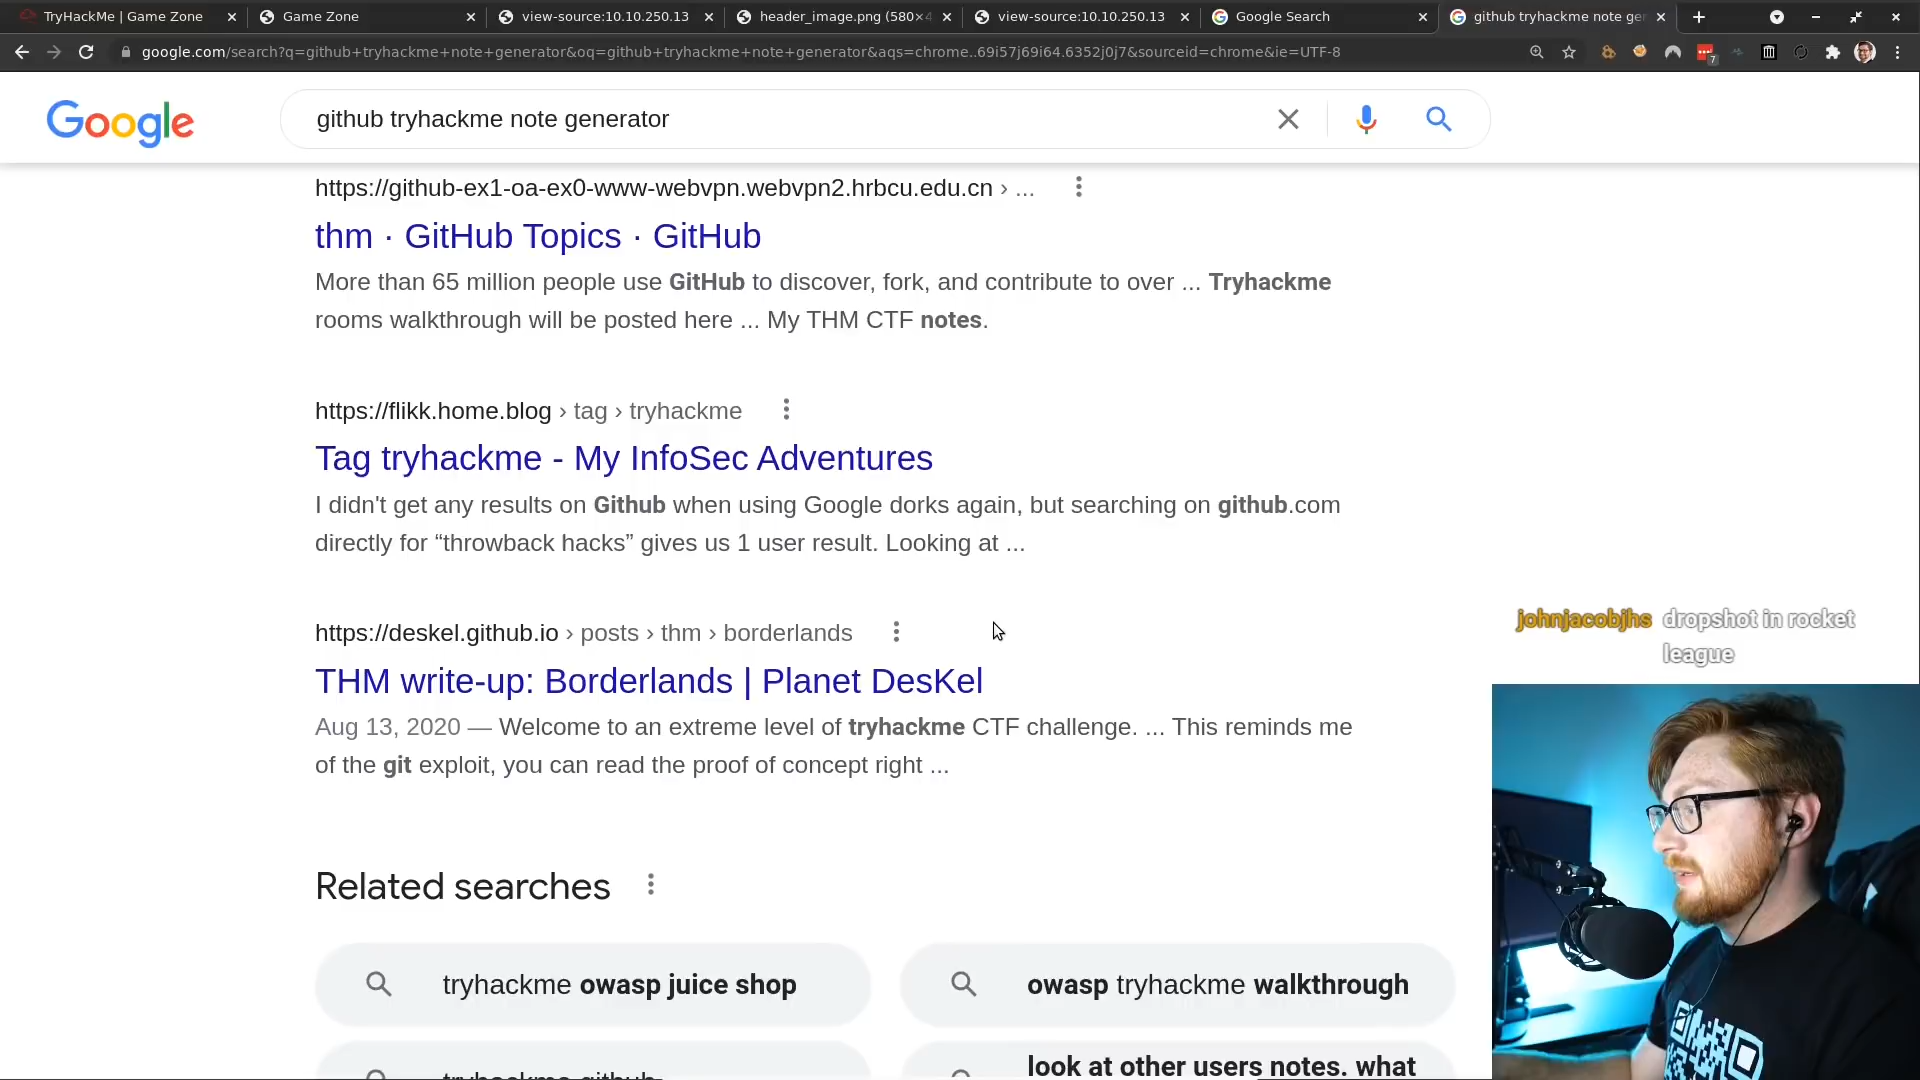 TryHackMe | Game Zone
Game Zone
view-source:10.10.250.13
header_image.png (580×4
view-source:10.10.250.13
Google Search
github tryhackme note ge
google.com/search?q=github+tryhackme+note+generator&oq=github+tryhackme+note+generator&aqs=chrome..69i57j69i64.6352j0j7&sourceid=chrome&ie=UTF-8
7
Google
github tryhackme note generator
https://github-ex1-oa-ex0-www-webvpn.webvpn2.hrbcu.edu.cn › ...
thm · GitHub Topics · GitHub
More than 65 million people use GitHub to discover, fork, and contribute to over ... Tryhackme
rooms walkthrough will be posted here ... My THM CTF notes.
https://flikk.home.blog › tag › tryhackme
Tag tryhackme - My InfoSec Adventures
I didn't get any results on Github when using Google dorks again, but searching on github.com
directly for “throwback hacks” gives us 1 user result. Looking at ...
https://deskel.github.io › posts › thm › borderlands
THM write-up: Borderlands | Planet DesKel
Aug 13, 2020 — Welcome to an extreme level of tryhackme CTF challenge. ... This reminds me
of the git exploit, you can read the proof of concept right ...
johnjacobjhs dropshot in rocket
league
Related searches
tryhackme owasp juice shop
owasp tryhackme walkthrough
tryhackme github
look at other users notes. what